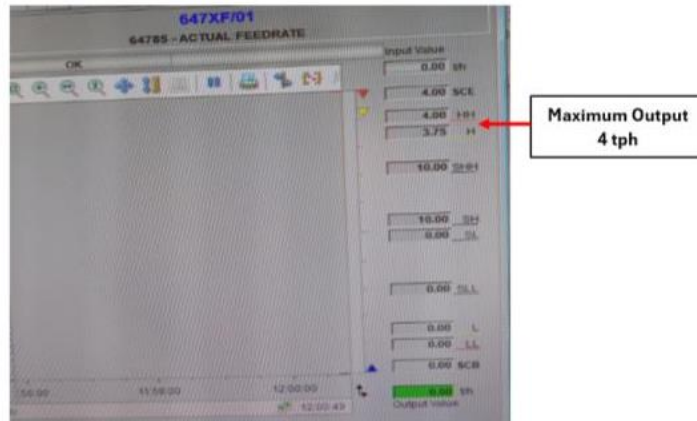 647XF/01
64785 - ACTUAL FEEDRATE
OK
Input Value
0.00 t/h
4.00 SCE
4.00 HH
3.75 H
10.00 SHH
10.00 SH
0.00 SL
0.00 SLL
0.00 L
0.00 LL
0.00 SCB
0.00 t/h
Output Value
11:59:00
12:00:00
12:00:49
Maximum Output
4 tph